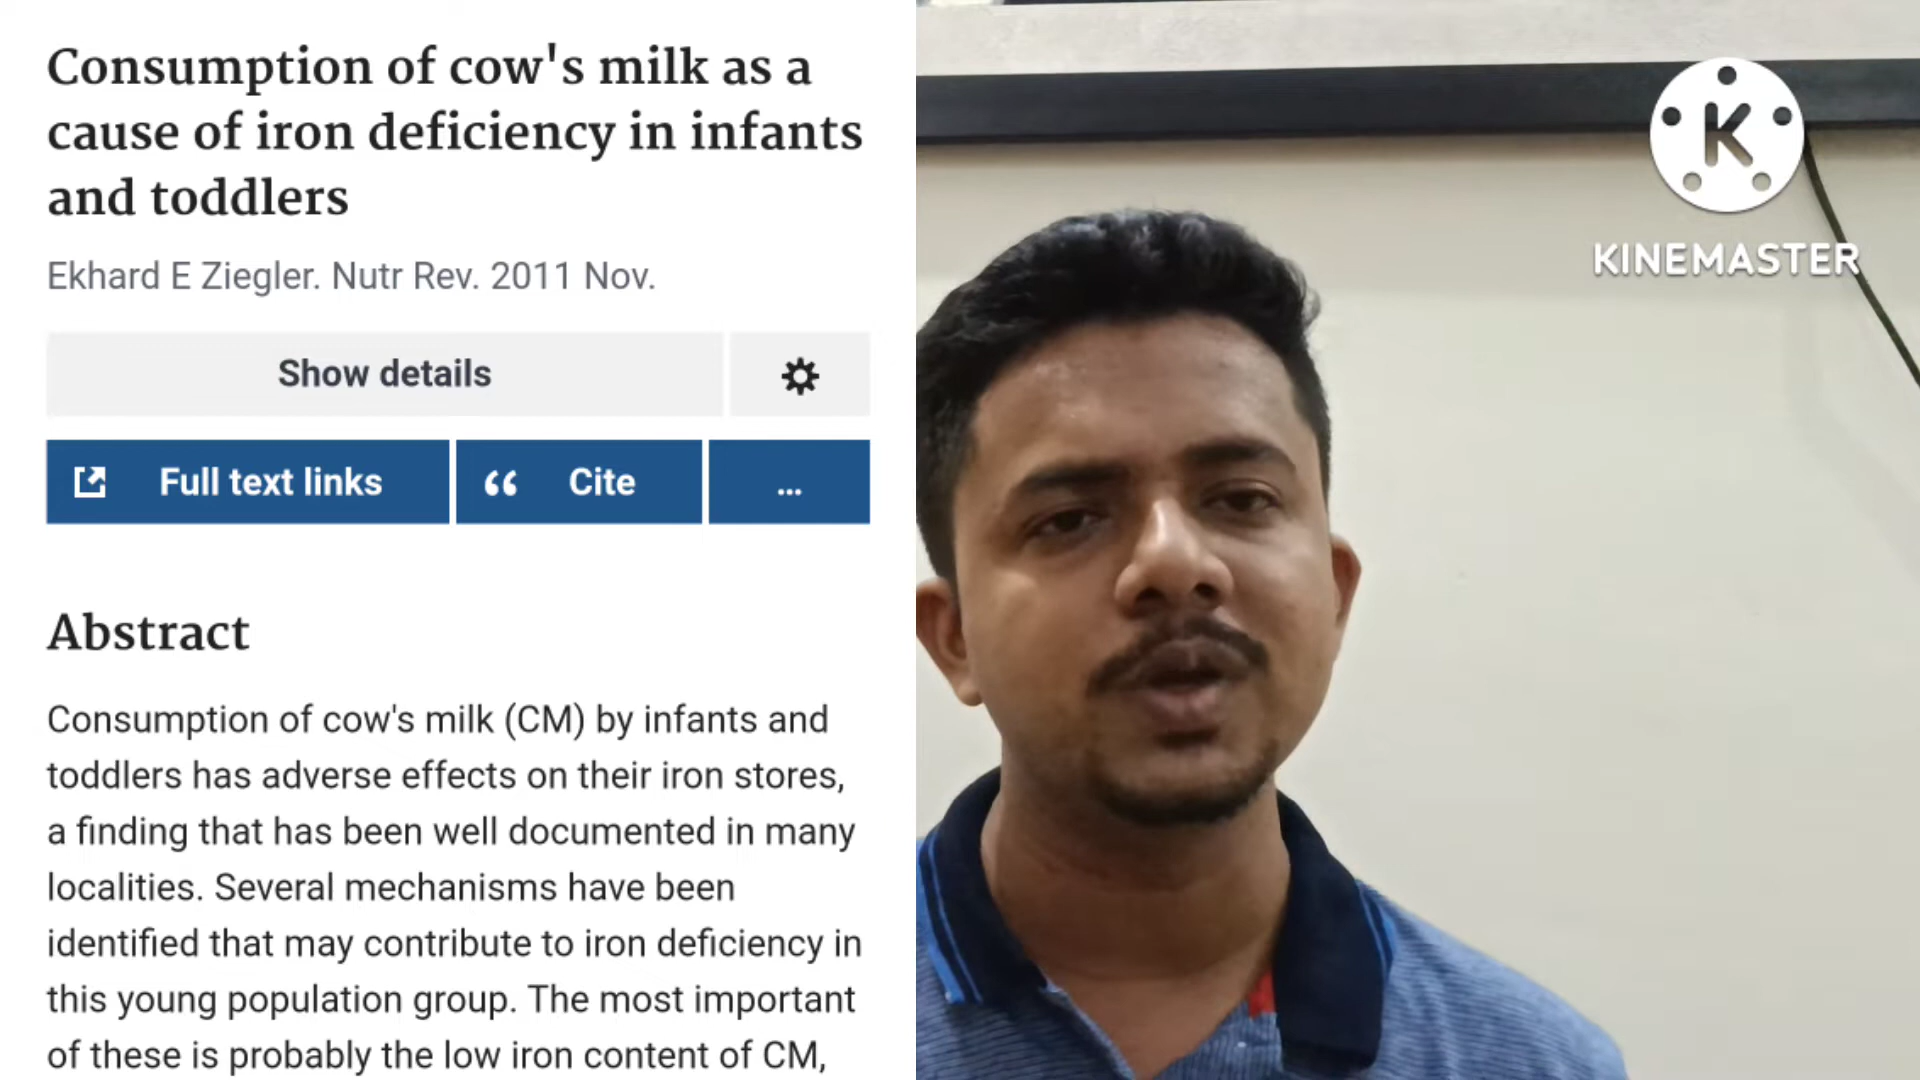 Consumption of cow's milk as a
cause of iron deficiency in infants
and toddlers
Ekhard E Ziegler. Nutr Rev. 2011 Nov.
Show details
Full text links
Cite
...
Abstract
Consumption of cow's milk (CM) by infants and
toddlers has adverse effects on their iron stores,
a finding that has been well documented in many
localities. Several mechanisms have been
identified that may contribute to iron deficiency in
this young population group. The most important
of these is probably the low iron content of CM,
K
KINEMASTER